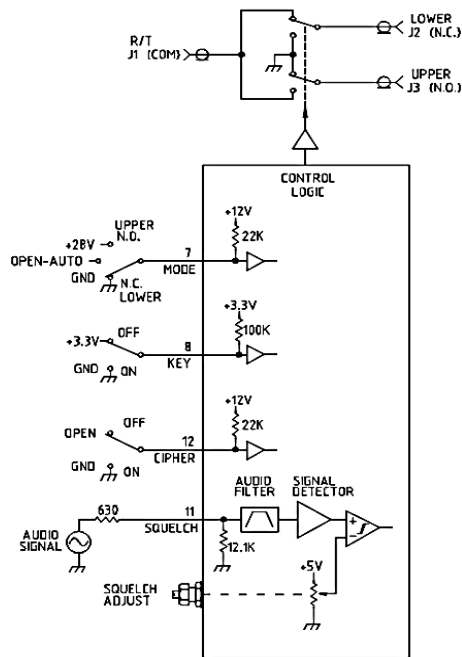 R/T
J1 (COM)
LOWER
J2 (N.C.)
UPPER
J3 (N.O.)
CONTROL
LOGIC
UPPER
N.O.
+28V
OPEN-AUTO
GND
N.C.
LOWER
7
MODE
+12V
22K
OFF
+3.3V
GND
ON
8
KEY
+3.3V
100K
OFF
OPEN
GND
ON
12
CIPHER
+12V
22K
630
AUDIO
SIGNAL
11
SQUELCH
12.1K
AUDIO
FILTER
SIGNAL
DETECTOR
+
-
SQUELCH
ADJUST
+5V